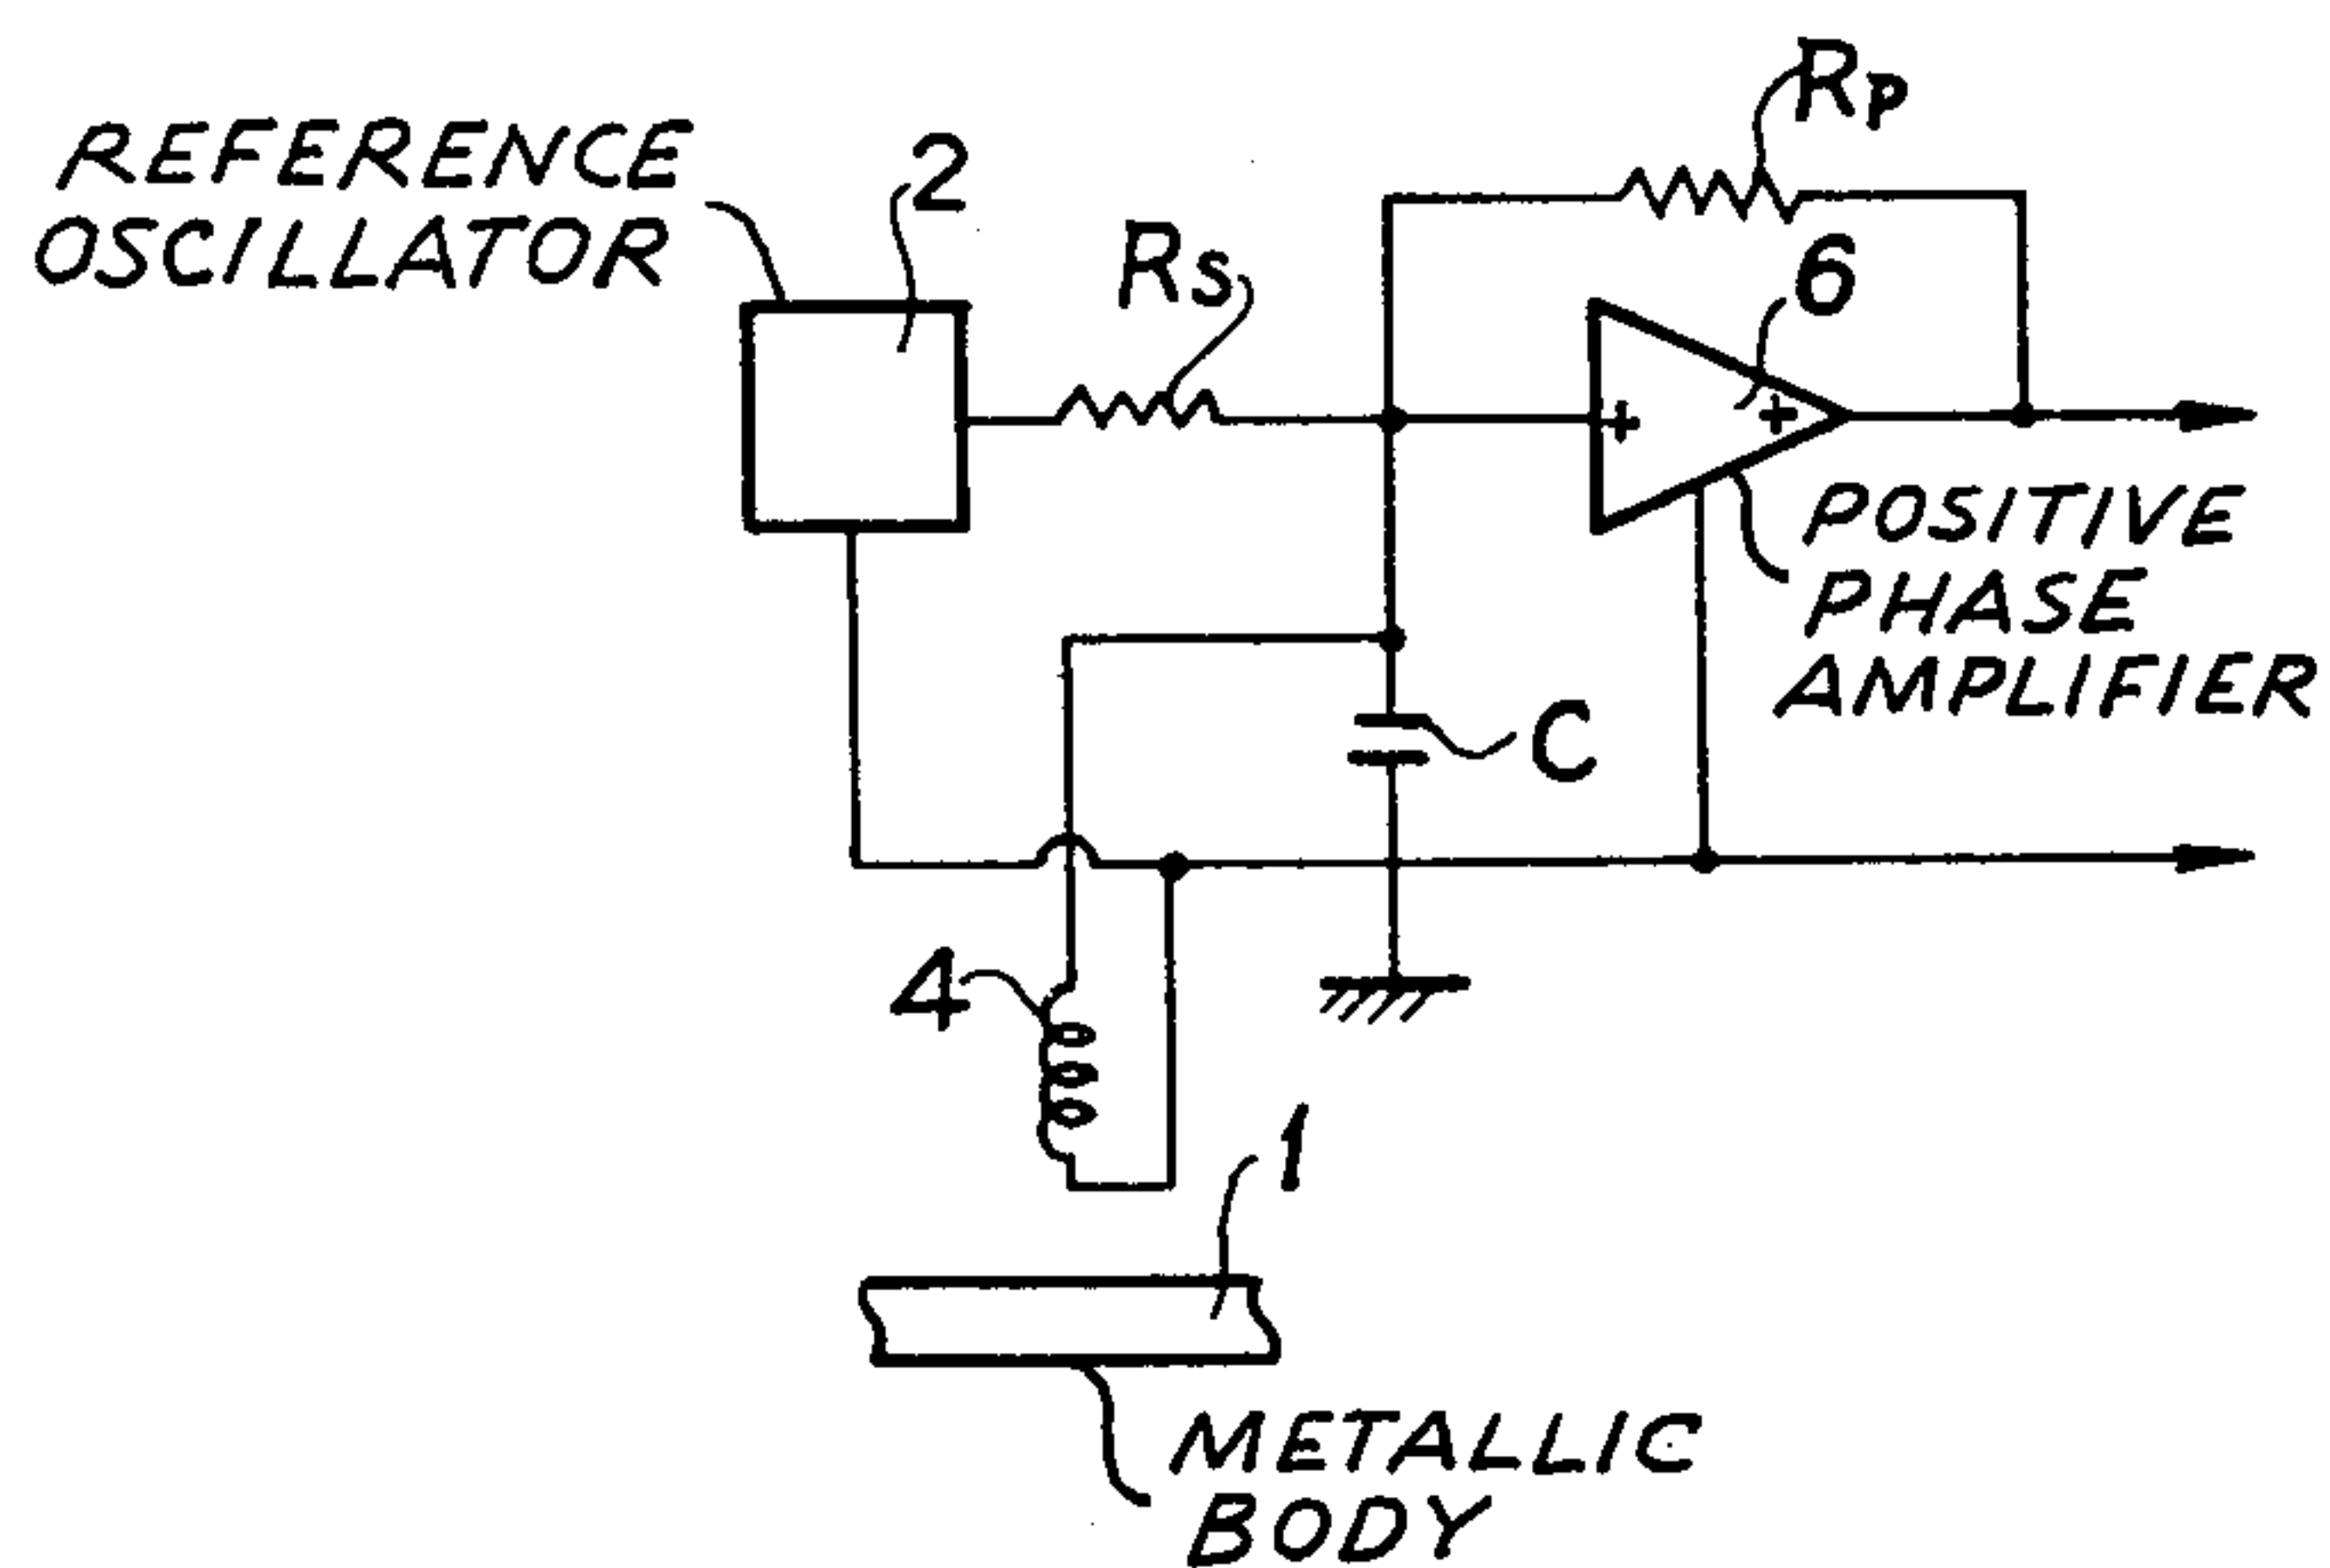 REFERENCE
OSCILLATOR
2
Rs
Rp
6
+
+
POSITIVE
PHASE
AMPLIFIER
C
4
1
METALLIC
BODY